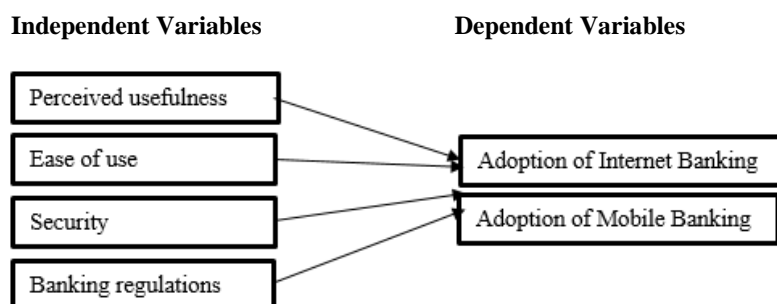 Independent Variables
Dependent Variables
Perceived usefulness
Ease of use
Security
Banking regulations
Adoption of Internet Banking
Adoption of Mobile Banking